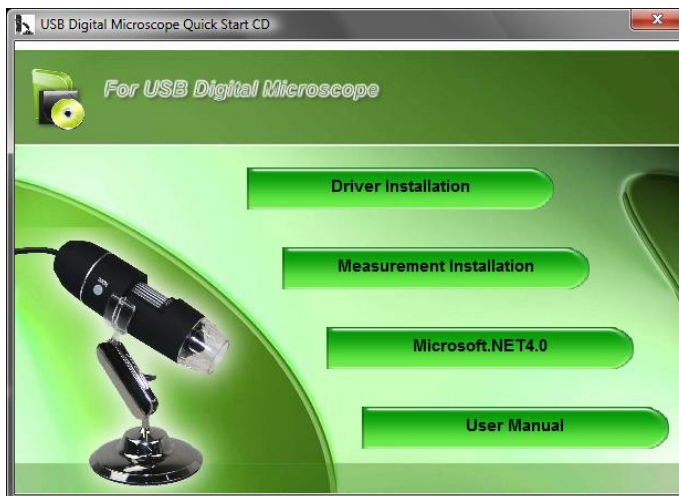 USB Digital Microscope Quick Start CD
For USB Digital Microscope
Driver Installation
Measurement Installation
Microsoft.NET4.0
User Manual